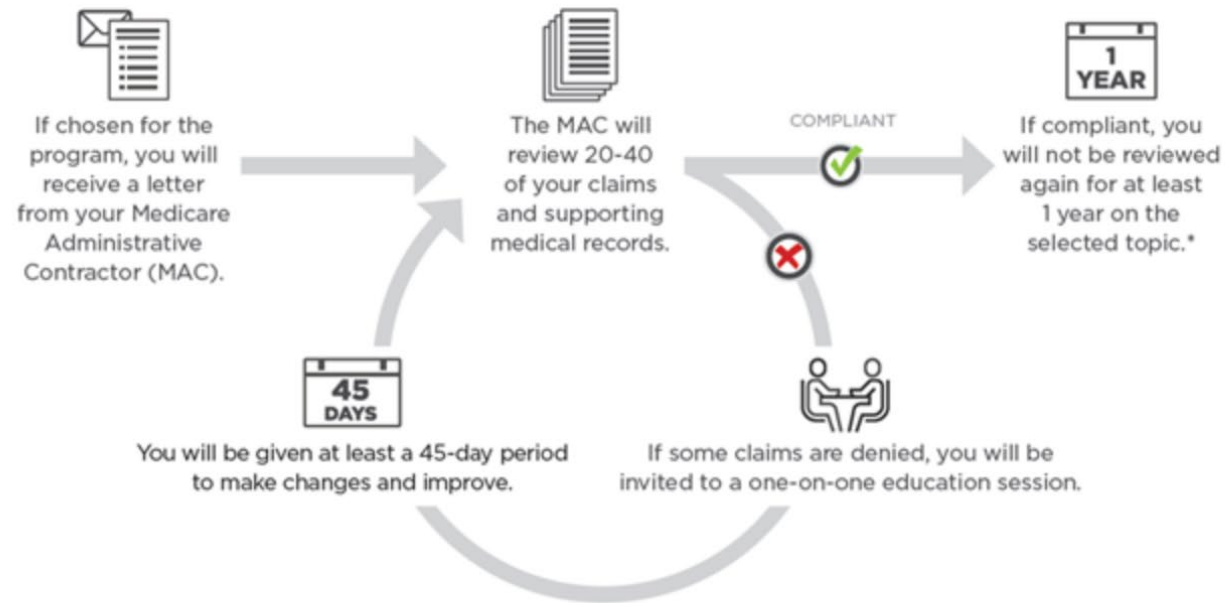 If chosen for the
program, you will
receive a letter
from your Medicare
Administrative
Contractor (MAC).
The MAC will
review 20-40
of your claims
and supporting
medical records.
COMPLIANT
1
YEAR
If compliant, you
will not be reviewed
again for at least
1 year on the
selected topic.*
45
DAYS
You will be given at least a 45-day period
to make changes and improve.
If some claims are denied, you will be
invited to a one-on-one education session.